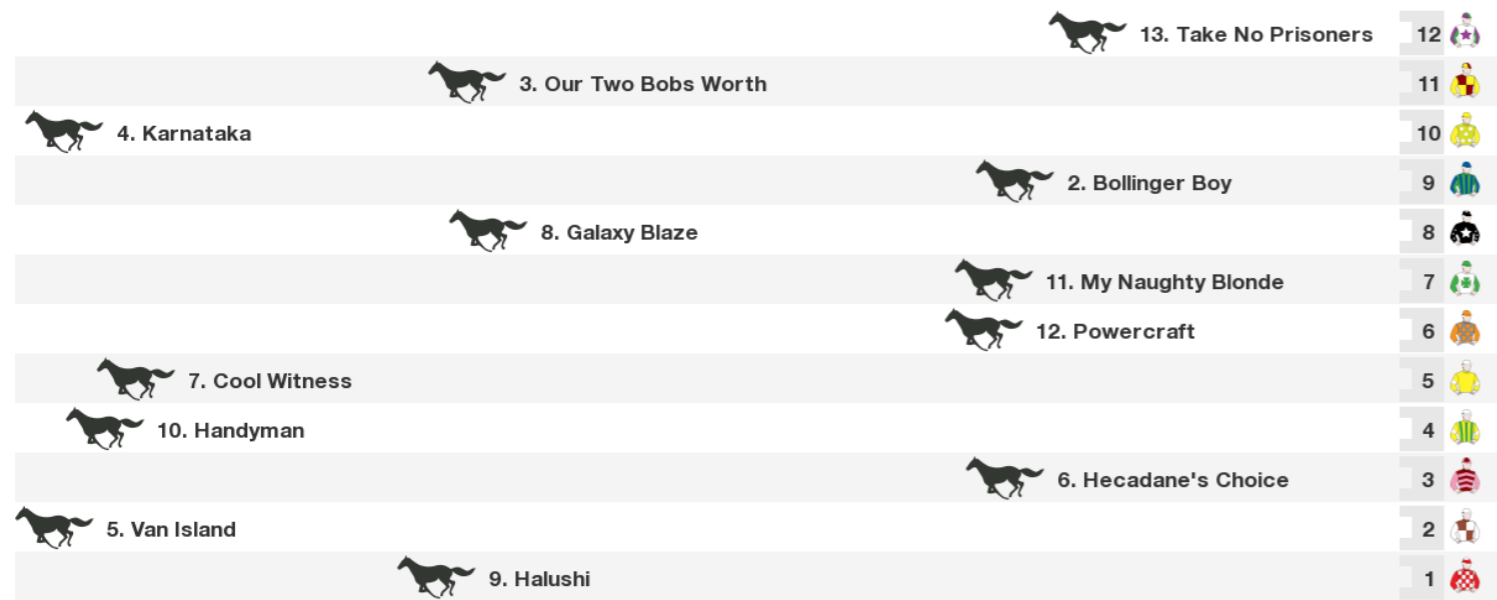 13. Take No Prisoners 12
3. Our Two Bobs Worth 11
4. Karnataka 10
2. Bollinger Boy 9
8. Galaxy Blaze 8
11. My Naughty Blonde 7
12. Powercraft 6
7. Cool Witness 5
10. Handyman 4
6. Hecadane's Choice 3
5. Van Island 2
9. Halushi 1